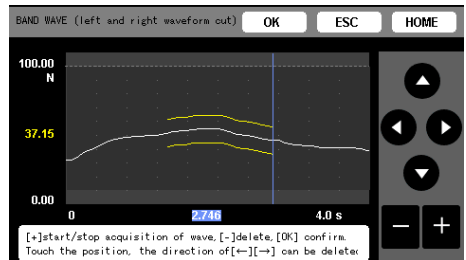 BAND WAVE (left and right waveform cut) OK ESC HOME
100.00
N
37.15
0.00
0 2.746 4.0 s
[+]start/stop acquisition of wave,[-]delete,[OK] confirm.
Touch the position, the direction of[←][→] can be delete